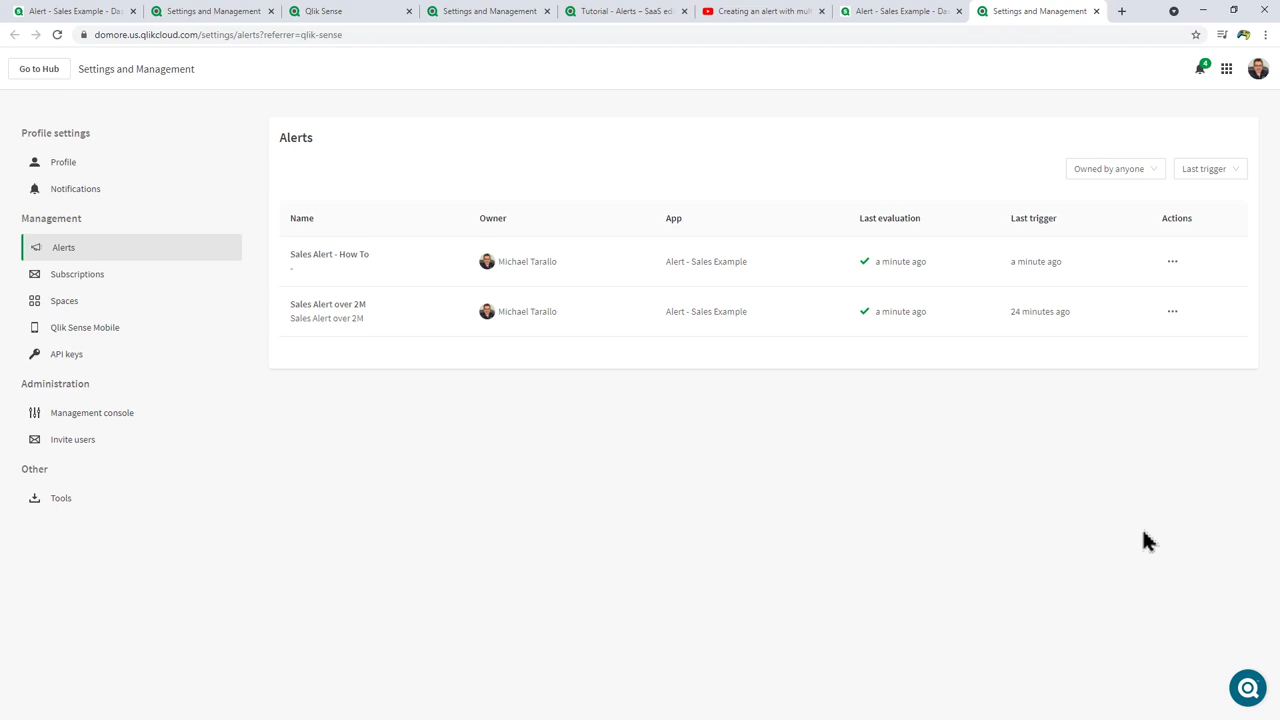 Alert - Sales Example - Da
Settings and Management
Qlik Sense
Settings and Management
Tutorial - Alerts ~ SaaS ed
Creating an alert with mul
Alert - Sales Example - Da
Settings and Management
domore.us.qlikcloud.com/settings/alerts?referrer=qlik-sense
Go to Hub
Settings and Management
4
Profile settings
Profile
Notifications
Management
Alerts
Subscriptions
Spaces
Qlik Sense Mobile
API keys
Administration
Management console
Invite users
Other
Tools
Alerts
Owned by anyone
Last trigger
Name Owner App Last evaluation Last trigger Actions
Sales Alert - How To Michael Tarallo Alert - Sales Example a minute ago a minute ago
-
Sales Alert over 2M Michael Tarallo Alert - Sales Example a minute ago 24 minutes ago
Sales Alert over 2M